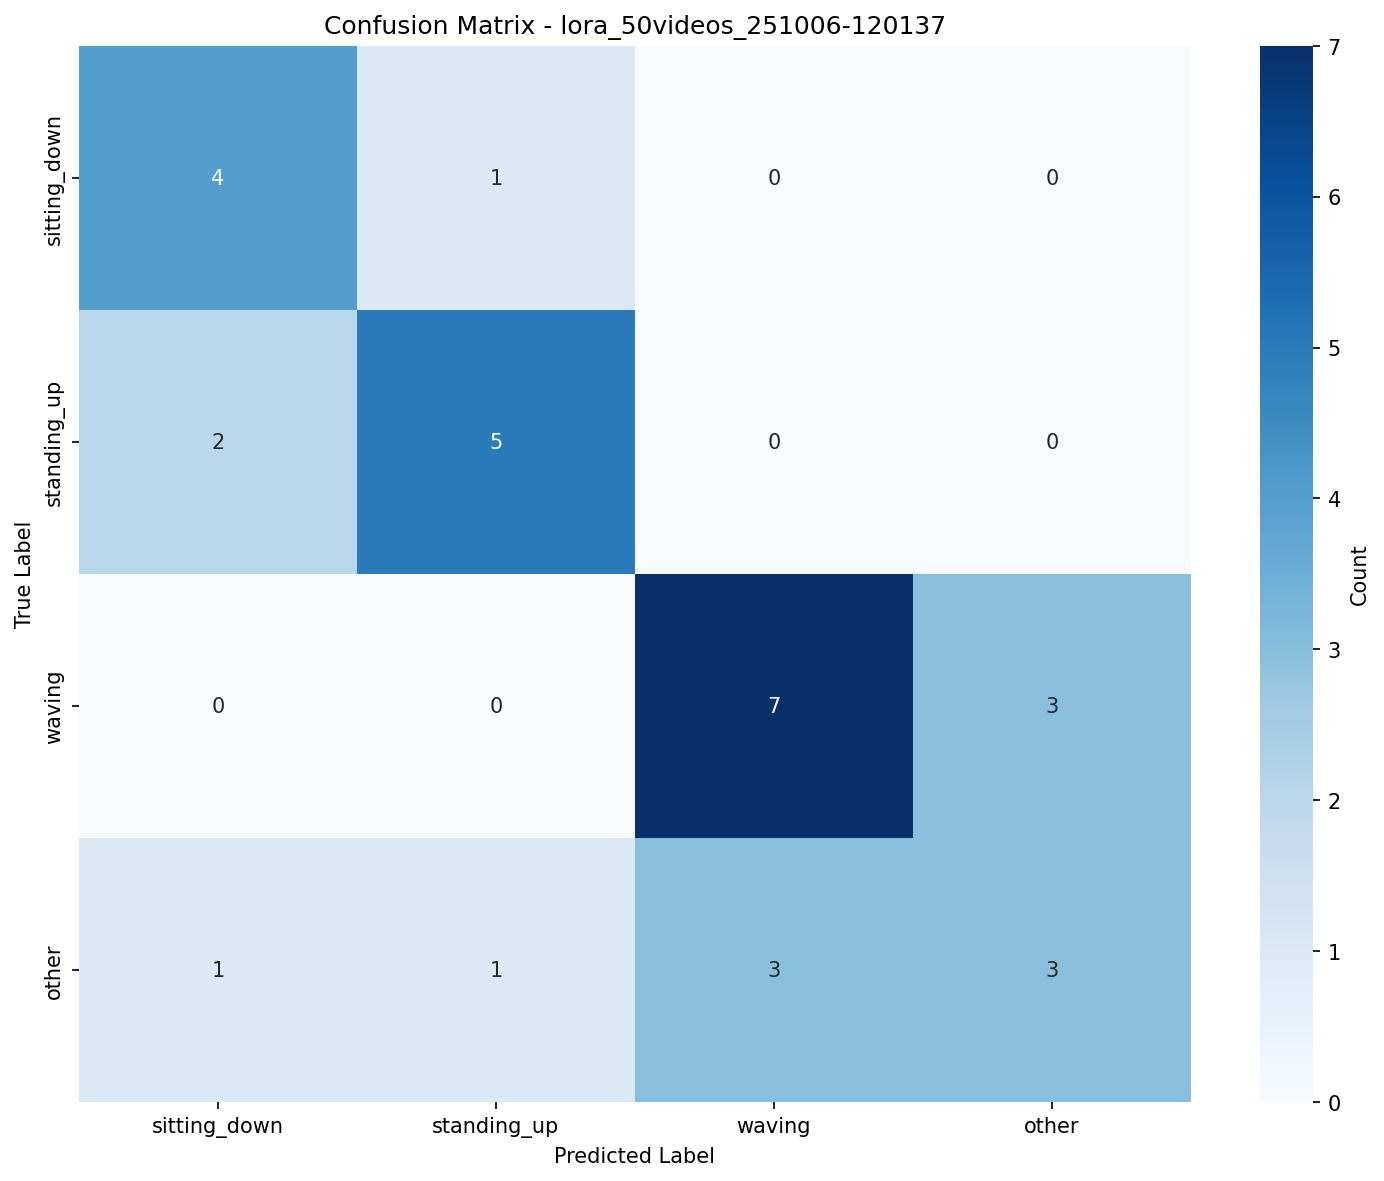 Confusion Matrix - lora_50videos_251006-120137
sitting_down
4
1
0
0
standing_up
2
5
0
0
waving
0
0
7
3
other
1
1
3
3
True Label
sitting_down
standing_up
waving
other
Predicted Label
7
6
5
4
3
2
1
0
Count